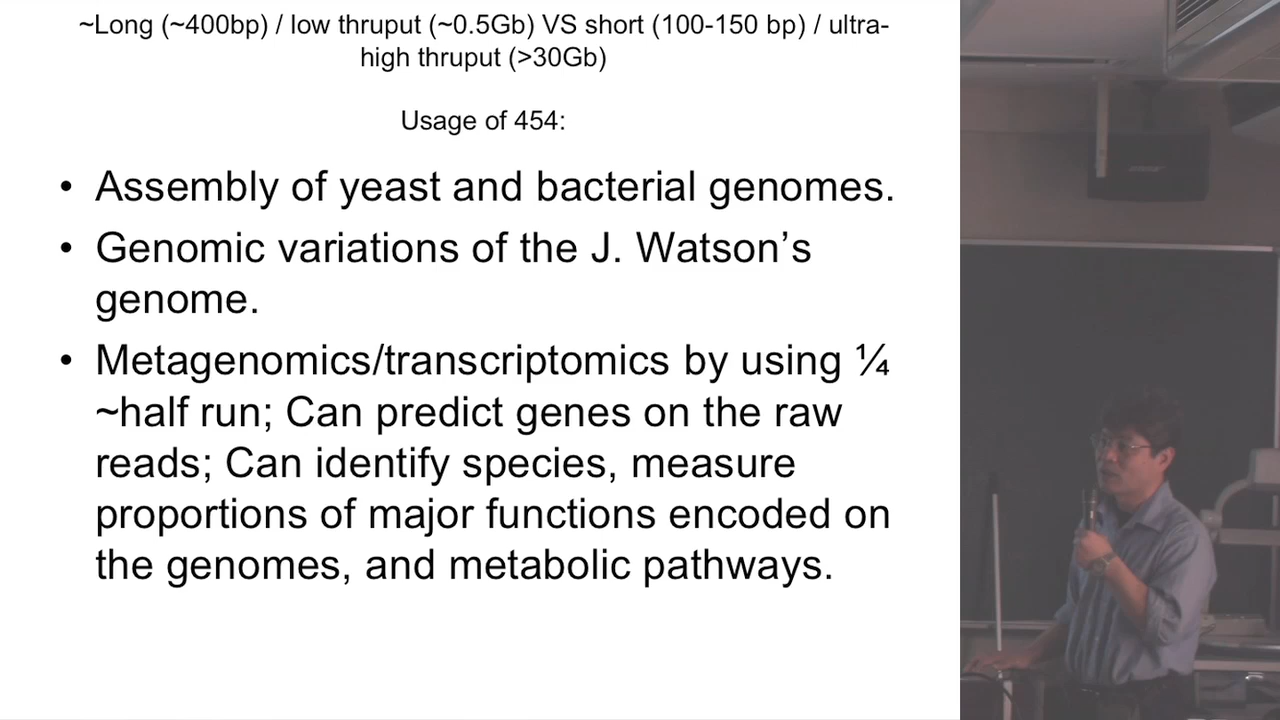 ~Long (~400bp) / low thruput (~0.5Gb) VS short (100-150 bp) / ultra-
high thruput (>30Gb)
Usage of 454:
• Assembly of yeast and bacterial genomes.
• Genomic variations of the J. Watson’s
genome.
• Metagenomics/transcriptomics by using ¼
~half run; Can predict genes on the raw
reads; Can identify species, measure
proportions of major functions encoded on
the genomes, and metabolic pathways.